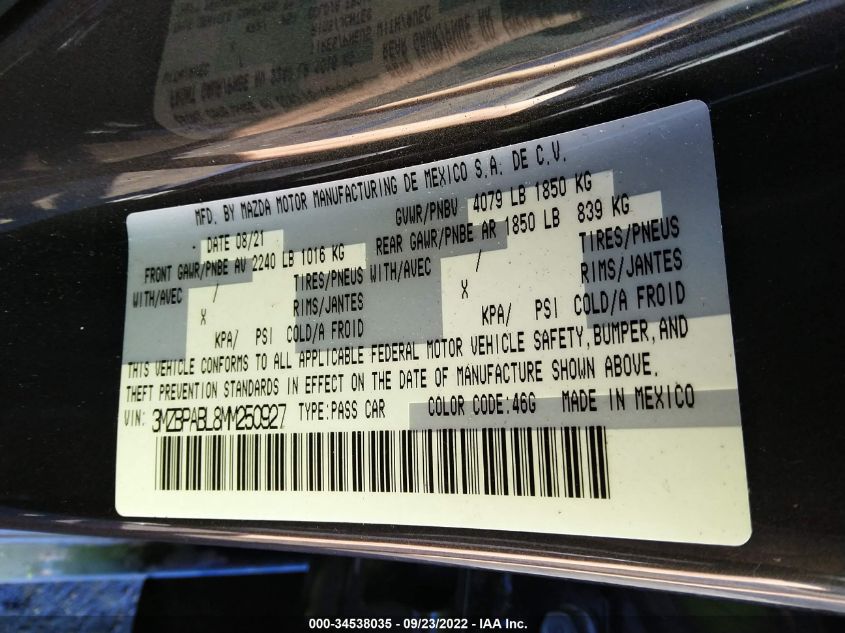 MFD. BY MAZDA MOTOR MANUFACTURING DE MEXICO S.A. DE C.V.
DATE 08/21 GVWR/PNBV 4079 LB 1850 KG
FRONT GAWR/PNBE AV 2240 LB 1016 KG REAR GAWR/PNBE AR 1850 LB 839 KG
WITH/AVEC / TIRES/PNEUS WITH/AVEC / TIRES/PNEUS
X RIMS/JANTES X RIMS/JANTES
KPA/ PSI COLD/A FROID KPA/ PSI COLD/A FROID
THIS VEHICLE CONFORMS TO ALL APPLICABLE FEDERAL MOTOR VEHICLE SAFETY, BUMPER, AND
THEFT PREVENTION STANDARDS IN EFFECT ON THE DATE OF MANUFACTURE SHOWN ABOVE.
VIN: 3MZBPABL8MM250927 TYPE:PASS CAR COLOR CODE:46G MADE IN MEXICO
000-34538035 - 09/23/2022 - IAA Inc.